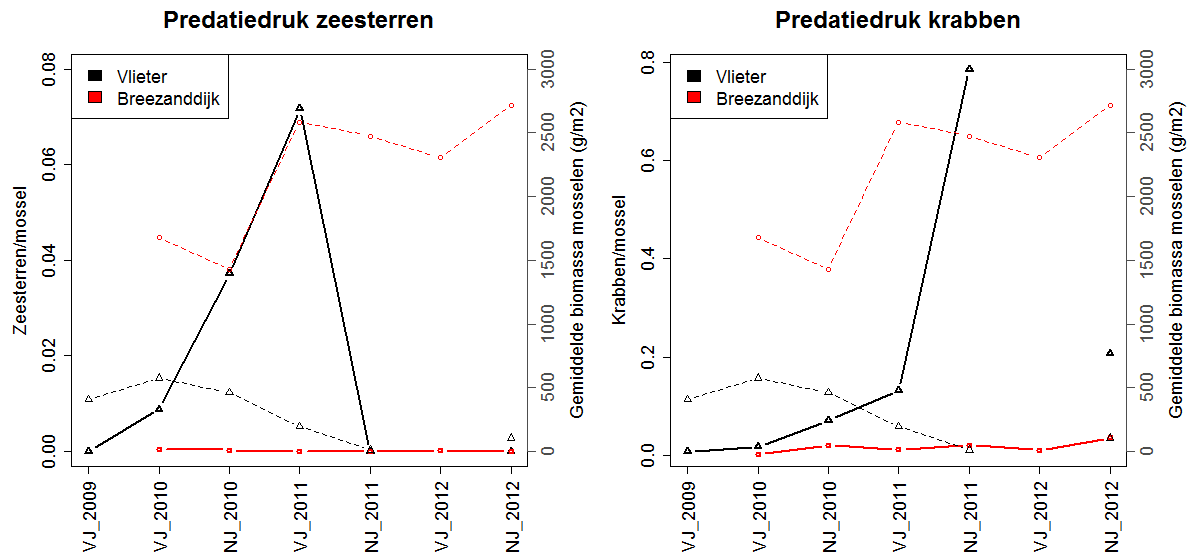 Predatiedruk zeesterren
Vlieter
Breezanddijk
Zeesterren/mossel
0.08
0.06
0.04
0.02
0.00
3000
2500
2000
1500
1000
500
0
Gemiddelde biomassa mosselen (g/m2)
VJ_2009
VJ_2010
NJ_2010
VJ_2011
NJ_2011
VJ_2012
NJ_2012
Predatiedruk krabben
Vlieter
Breezanddijk
Krabben/mossel
0.8
0.6
0.4
0.2
0.0
3000
2500
2000
1500
1000
500
0
Gemiddelde biomassa mosselen (g/m2)
VJ_2009
VJ_2010
NJ_2010
VJ_2011
NJ_2011
VJ_2012
NJ_2012